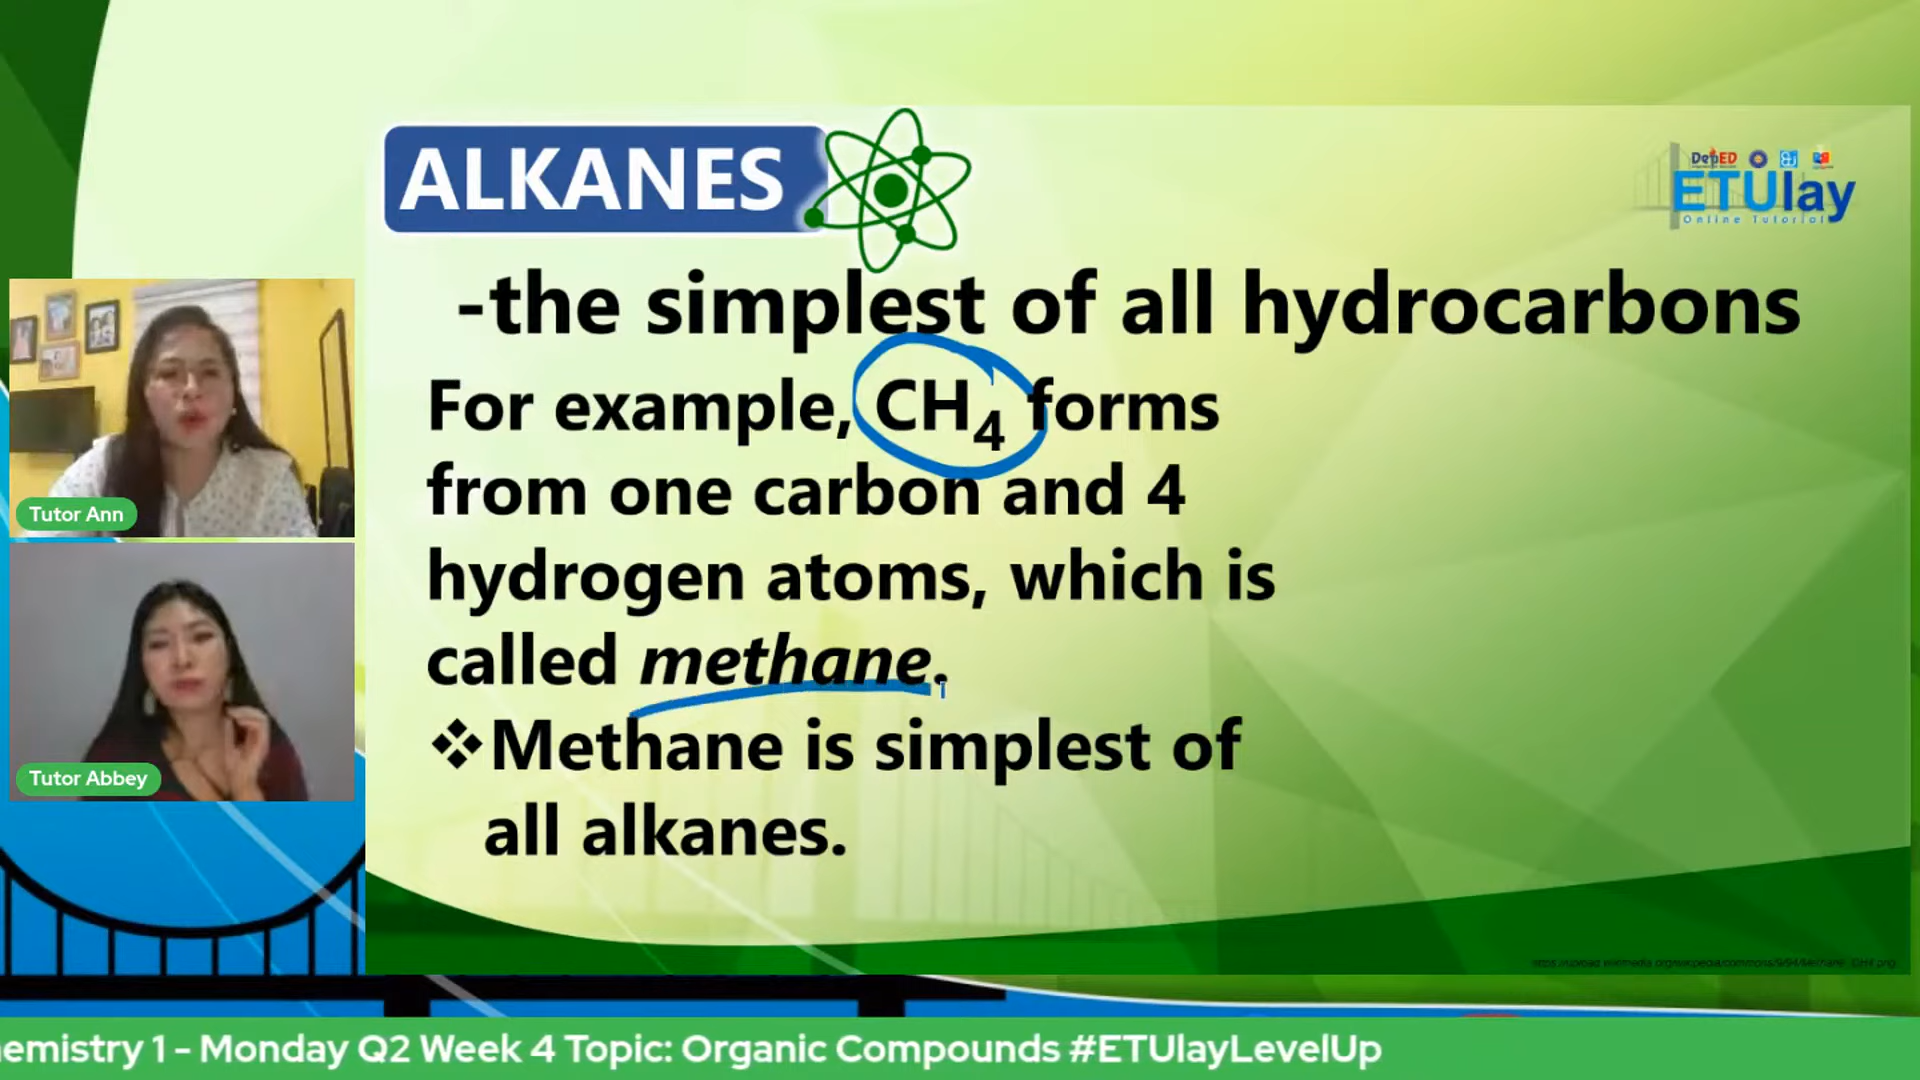 ALKANES
DepED
ETUlay
Online Tutorial
-the simplest of all hydrocarbons
For example, CH₄ forms
from one carbon and 4
hydrogen atoms, which is
called methane.
❖Methane is simplest of
all alkanes.
Tutor Ann
Tutor Abbey
emistry 1 - Monday Q2 Week 4 Topic: Organic Compounds #ETUlayLevelUp